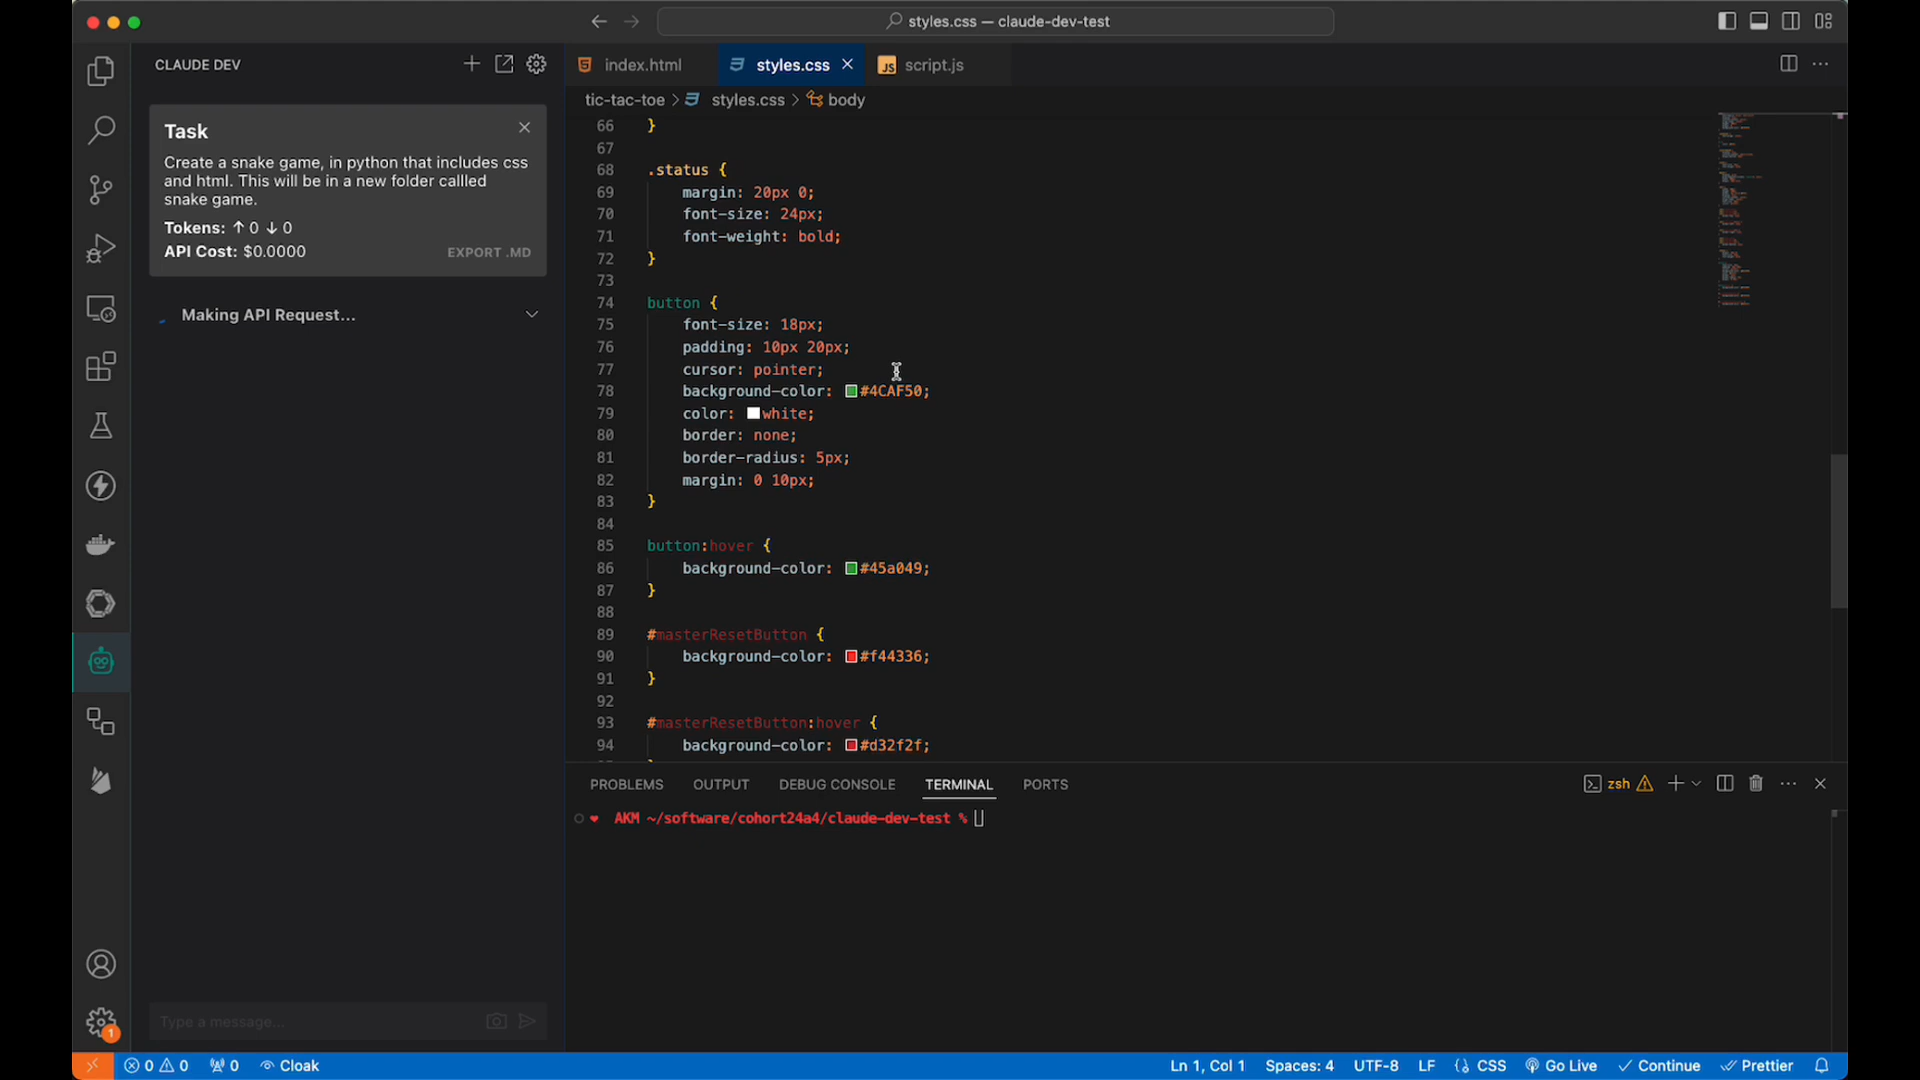 styles.css — claude-dev-test
CLAUDE DEV
index.html
styles.css
JS script.js
tic-tac-toe > styles.css > body
Task
Create a snake game, in python that includes css
and html. This will be in a new folder callled
snake game.
Tokens: ↑ 0 ↓ 0
API Cost: $0.0000
EXPORT .MD
Making API Request...
66 }
67
68 .status {
69 margin: 20px 0;
70 font-size: 24px;
71 font-weight: bold;
72 }
73
74 button {
75 font-size: 18px;
76 padding: 10px 20px;
77 cursor: pointer;
78 background-color: #4CAF50;
79 color: white;
80 border: none;
81 border-radius: 5px;
82 margin: 0 10px;
83 }
84
85 button:hover {
86 background-color: #45a049;
87 }
88
89 #masterResetButton {
90 background-color: #f44336;
91 }
92
93 #masterResetButton:hover {
94 background-color: #d32f2f;
PROBLEMS OUTPUT DEBUG CONSOLE TERMINAL PORTS
zsh
AKM ~/software/cohort24a4/claude-dev-test %
Type a message...
1
0 0 0 Cloak
Ln 1, Col 1 Spaces: 4 UTF-8 LF {} CSS Go Live Continue Prettier